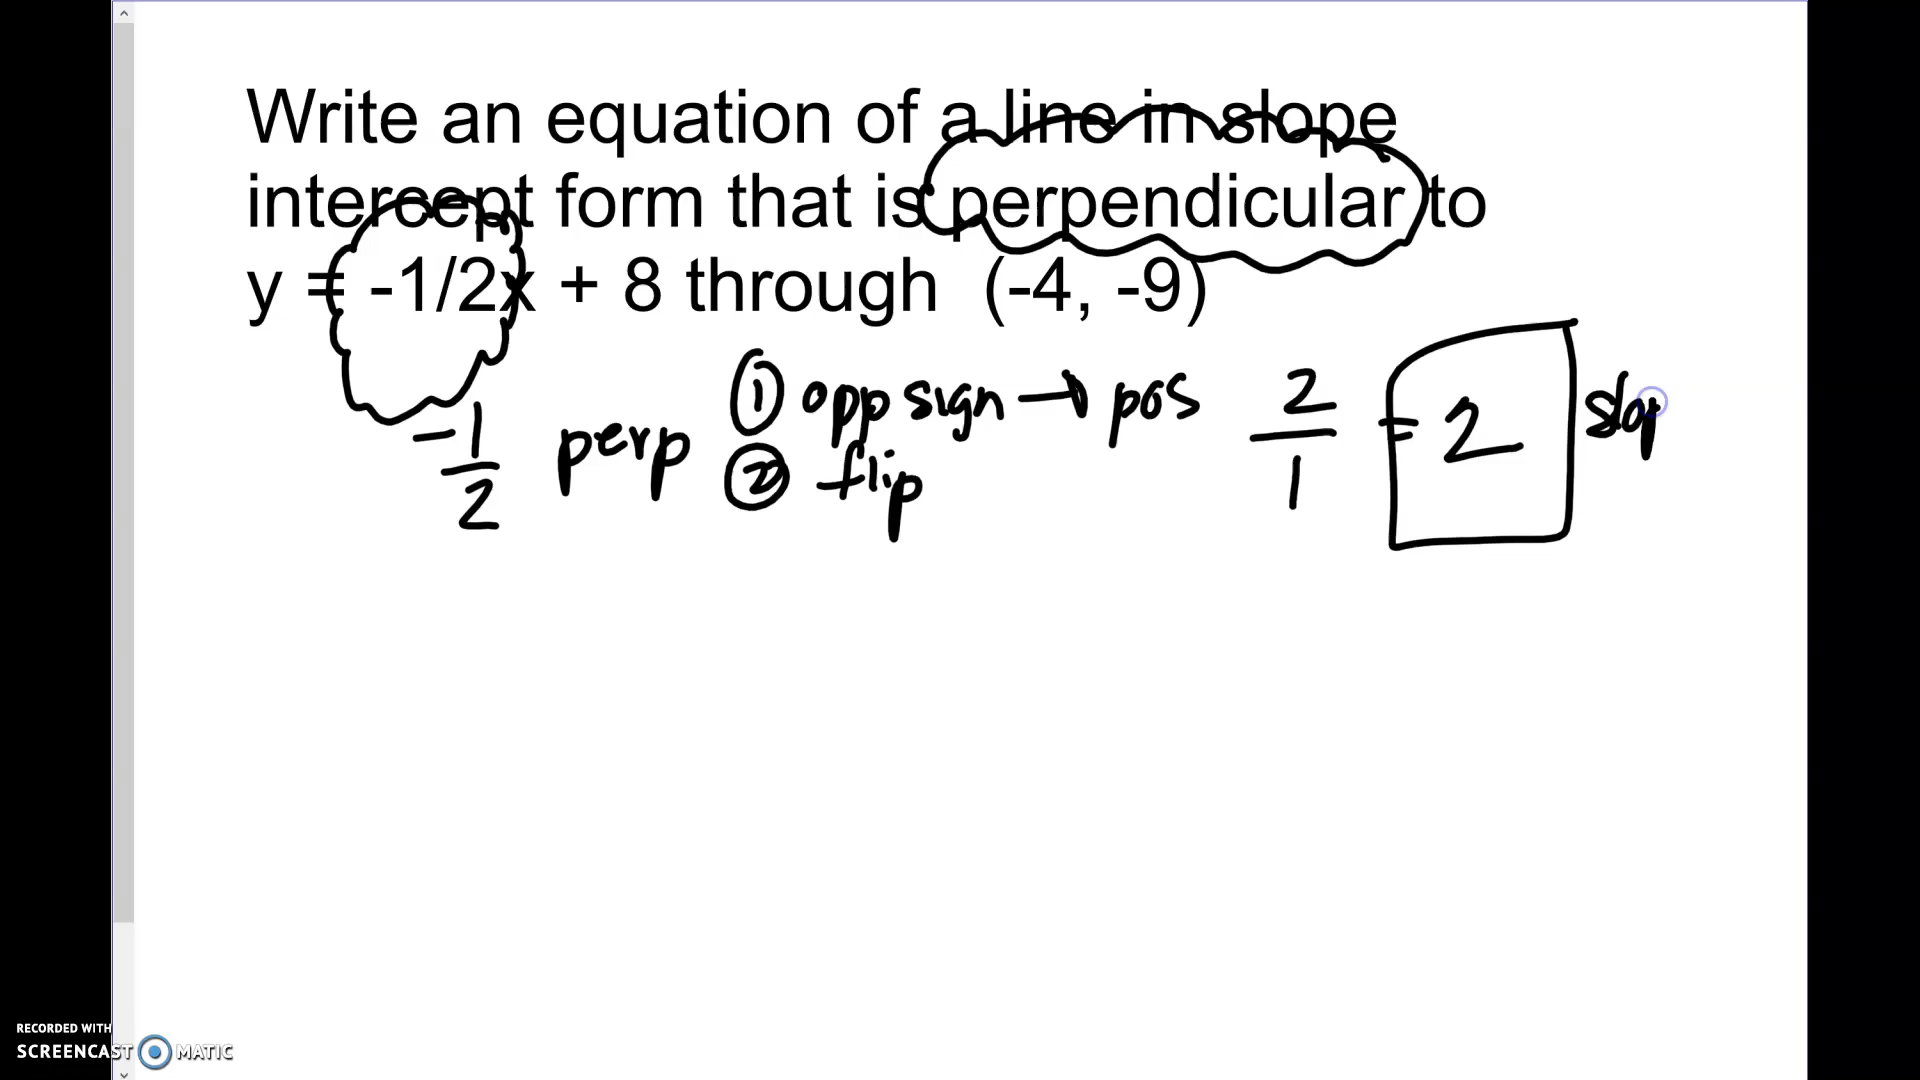 Write an equation of a line in slope
intercept form that is perpendicular to
y = -1/2x + 8 through (-4, -9)
-1/2 perp ① opp sign → pos 2/1 = 2 slop
② flip
RECORDED WITH
SCREENCAST MATIC